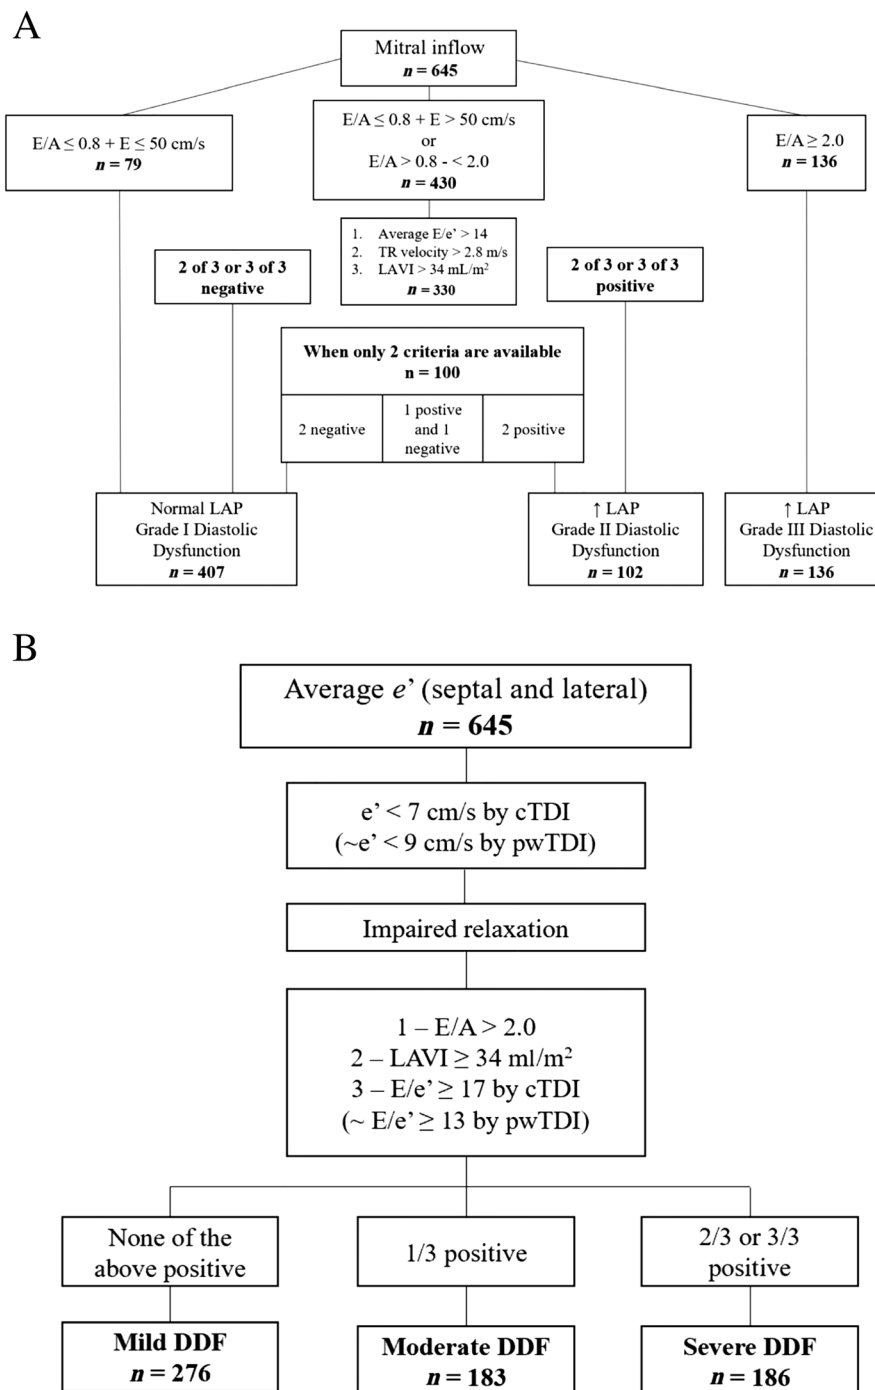 A
Mitral inflow
n = 645
E/A ≤ 0.8 + E ≤ 50 cm/s
n = 79
E/A ≤ 0.8 + E > 50 cm/s
or
E/A > 0.8 - < 2.0
n = 430
E/A ≥ 2.0
n = 136
1. Average E/e' > 14
2. TR velocity > 2.8 m/s
3. LAVI > 34 mL/m²
n = 330
2 of 3 or 3 of 3
negative
2 of 3 or 3 of 3
positive
When only 2 criteria are available
n = 100
2 negative
1 postive
and 1
negative
2 positive
Normal LAP
Grade I Diastolic
Dysfunction
n = 407
↑ LAP
Grade II Diastolic
Dysfunction
n = 102
↑ LAP
Grade III Diastolic
Dysfunction
n = 136
B
Average e' (septal and lateral)
n = 645
e' < 7 cm/s by cTDI
(~e' < 9 cm/s by pwTDI)
Impaired relaxation
1 – E/A > 2.0
2 – LAVI ≥ 34 ml/m²
3 – E/e' ≥ 17 by cTDI
(~ E/e' ≥ 13 by pwTDI)
None of the
above positive
1/3 positive
2/3 or 3/3
positive
Mild DDF
n = 276
Moderate DDF
n = 183
Severe DDF
n = 186